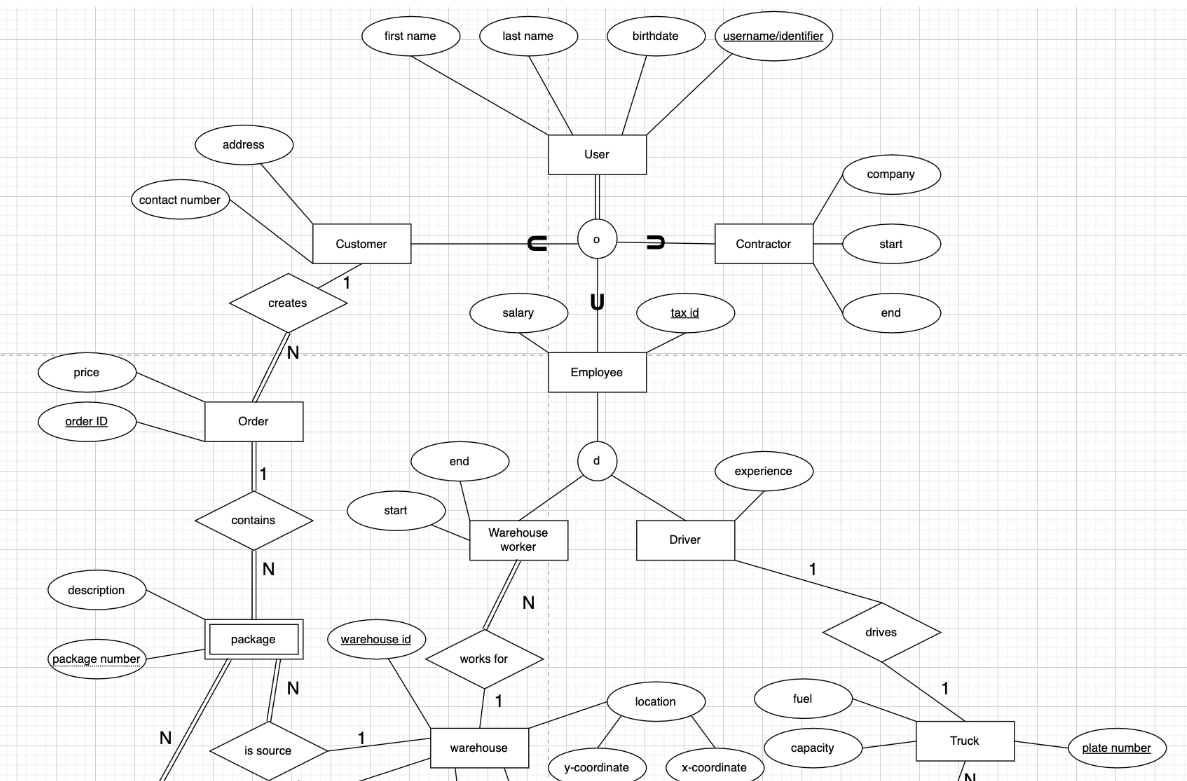 first name
last name
birthdate
username/identifier
User
address
contact number
company
Customer
o
Contractor
start
creates
1
end
salary
tax id
N
price
Employee
order ID
Order
end
d
experience
1
start
contains
Warehouse
worker
Driver
N
1
description
N
package
warehouse id
drives
package number
works for
N
1
1
location
fuel
N
1
is source
warehouse
Truck
capacity
plate number
y-coordinate
x-coordinate
N